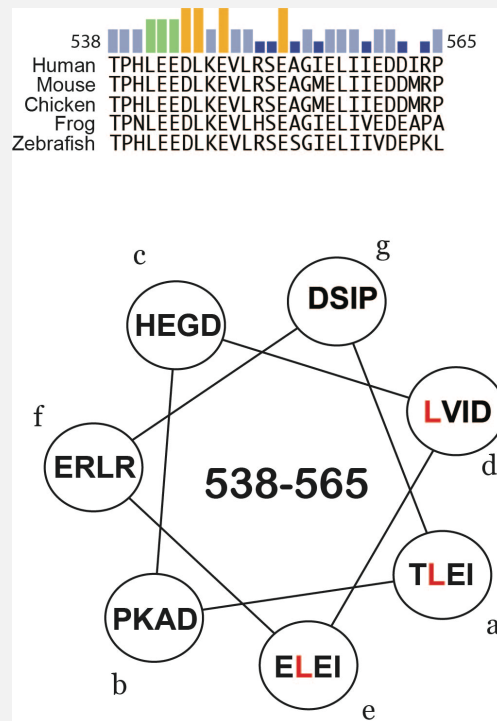 538 565
Human TPHLEEDLKEVLRSEAGIELIIEDDIRP
Mouse TPHLEEDLKEVLRSEAGMELIIEDDMRP
Chicken TPHLEEDLKEVLRSEAGMELIIEDDMRP
Frog TPNLEEDLKEVLHSEAGIELIVEDEAPA
Zebrafish TPHLEEDLKEVLRSESGIELIIVDEPKL
g
c
DSIP
HEGD
f
LVID
d
ERLR
538-565
TLEI
a
PKAD
b
ELEI
e